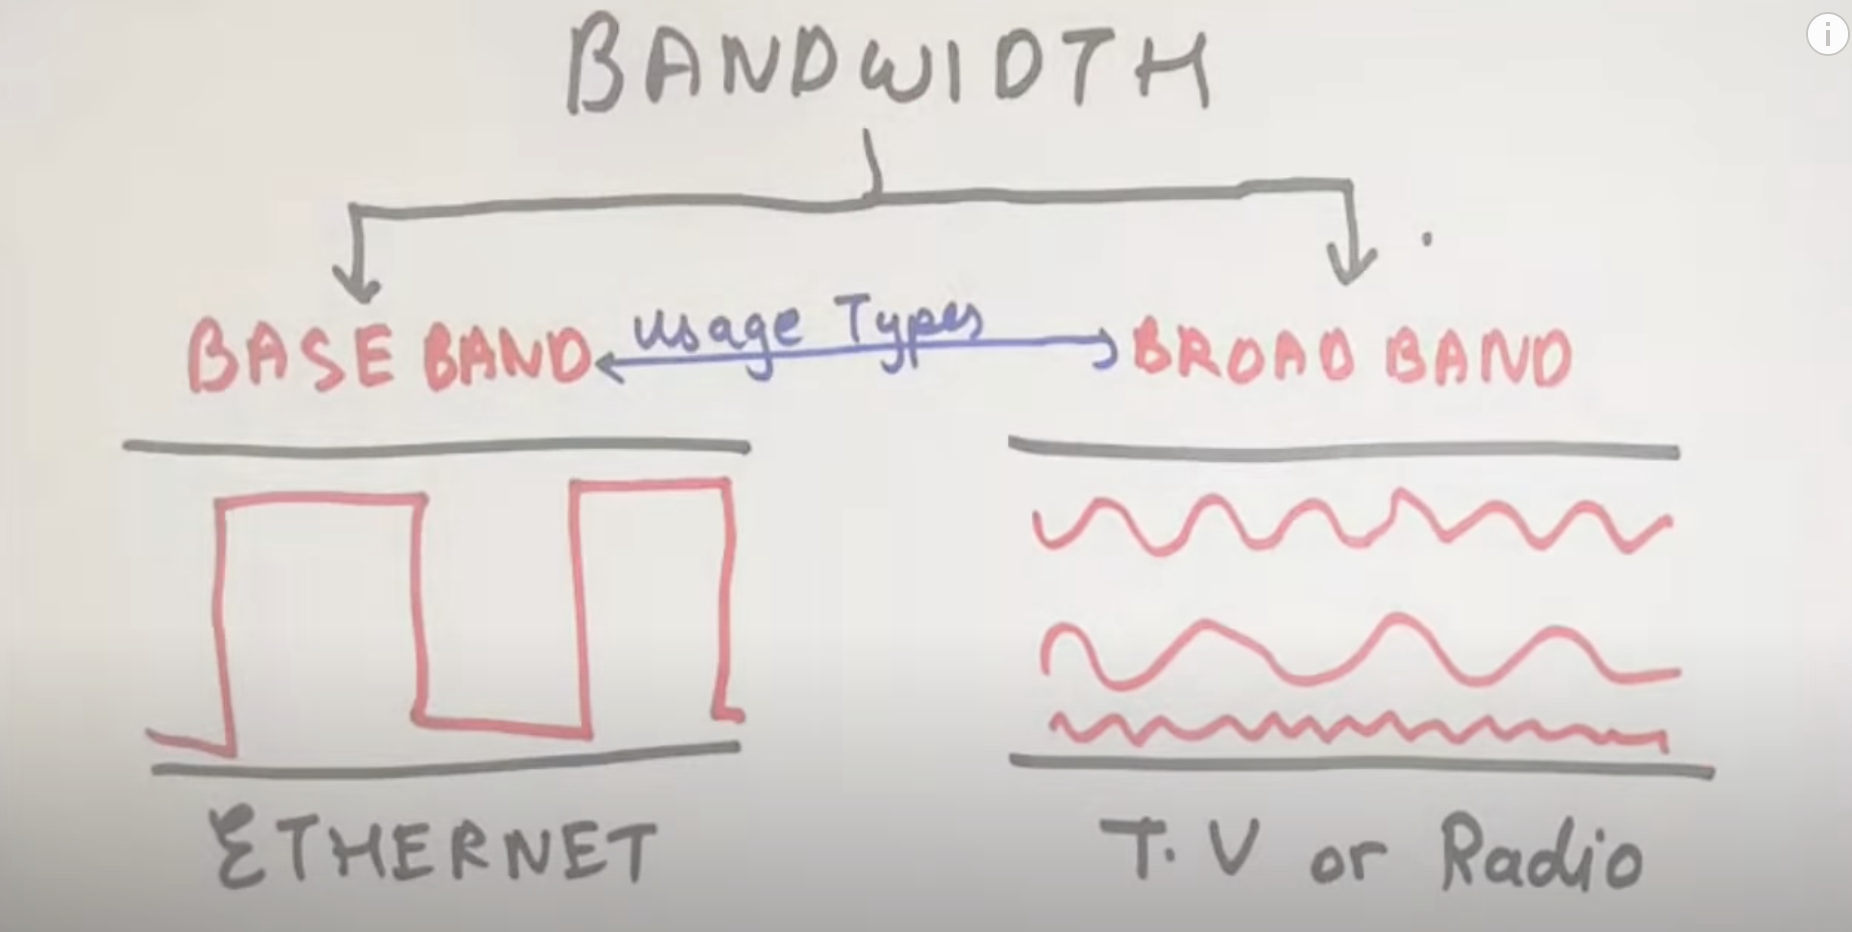 BANDWIDTH
BASE BAND
Usage Types
BROAD BAND
ETHERNET
T.V or Radio